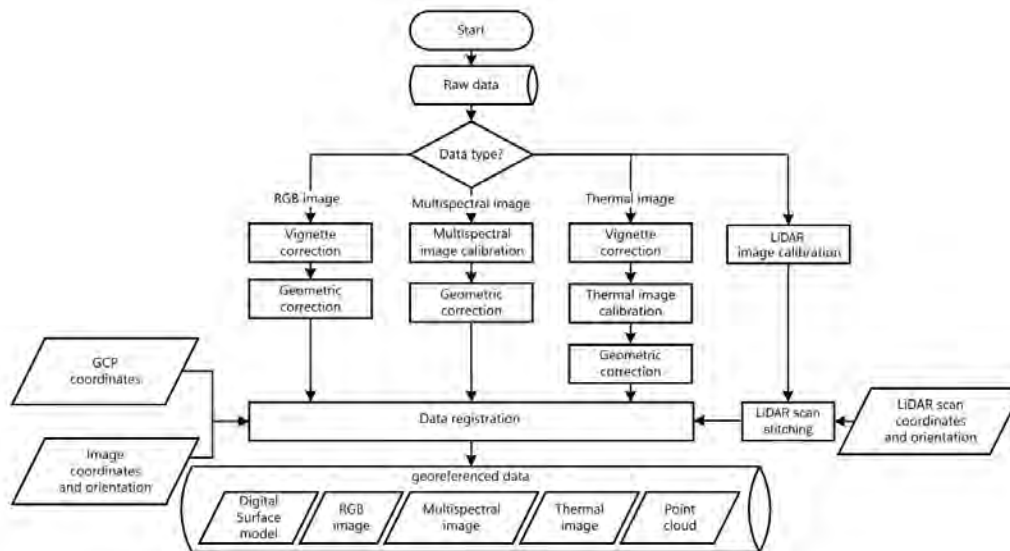 Start
Raw data
Data type?
RGB image
Multispectral image
Thermal image
Vignette
correction
Multispectral
image calibration
Vignette
correction
LiDAR
image calibration
Geometric
correction
Geometric
correction
Thermal image
calibration
Geometric
correction
GCP
coordinates
Data registration
LiDAR scan
stitching
LiDAR scan
coordinates
and orientation
Image
coordinates
and orientation
georeferenced data
Digital
Surface
model
RGB
image
Multispectral
image
Thermal
image
Point
cloud